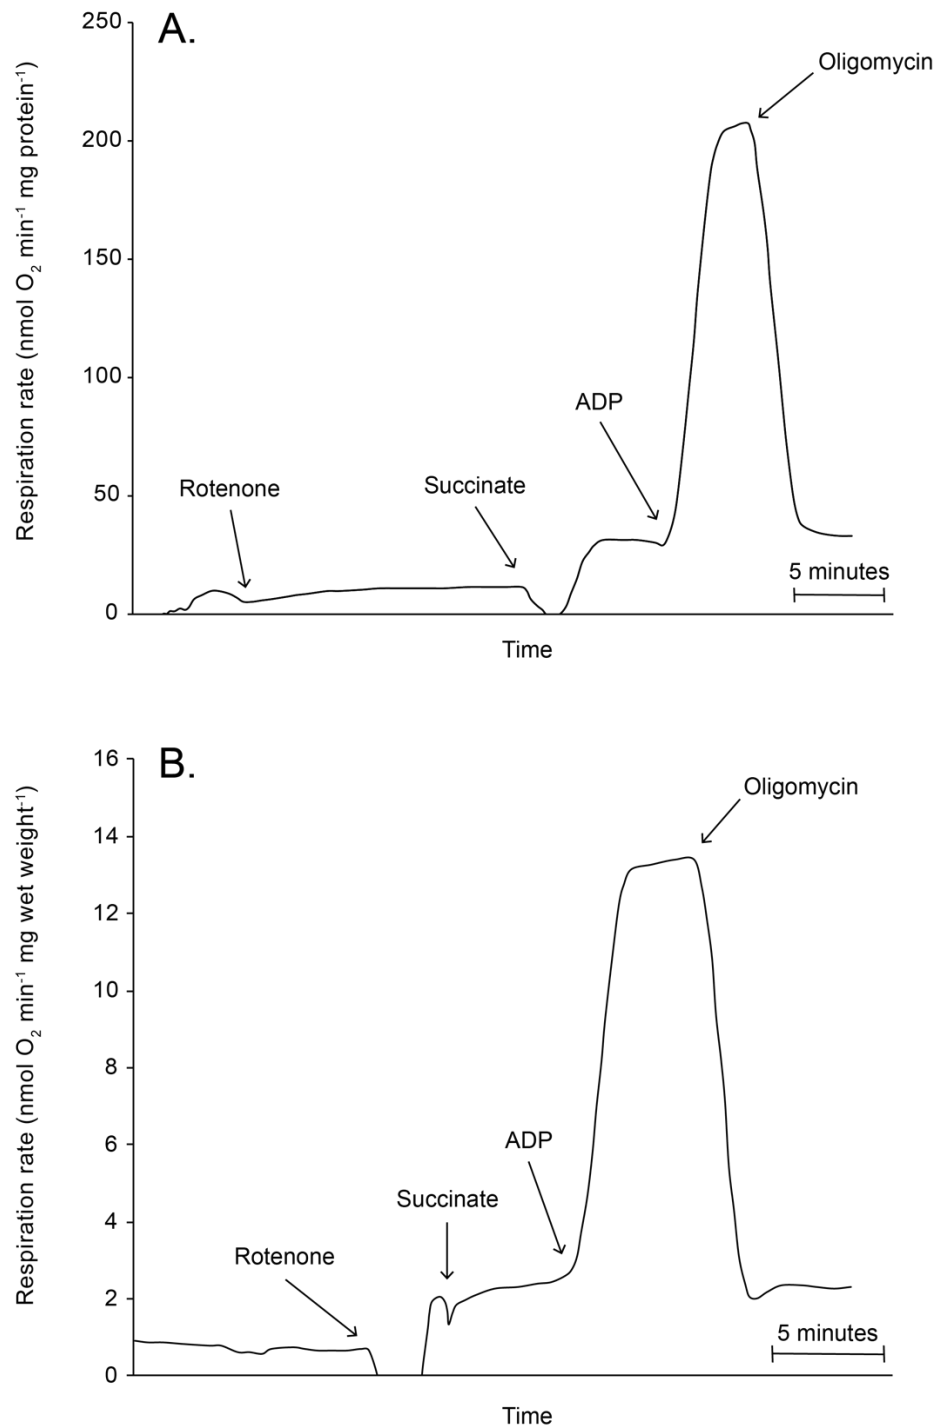 A.
Respiration rate (nmol O₂ min⁻¹ mg protein⁻¹)
250
200
150
100
50
0
Rotenone
Succinate
ADP
Oligomycin
5 minutes
Time
B.
Respiration rate (nmol O₂ min⁻¹ mg wet weight⁻¹)
16
14
12
10
8
6
4
2
0
Rotenone
Succinate
ADP
Oligomycin
5 minutes
Time